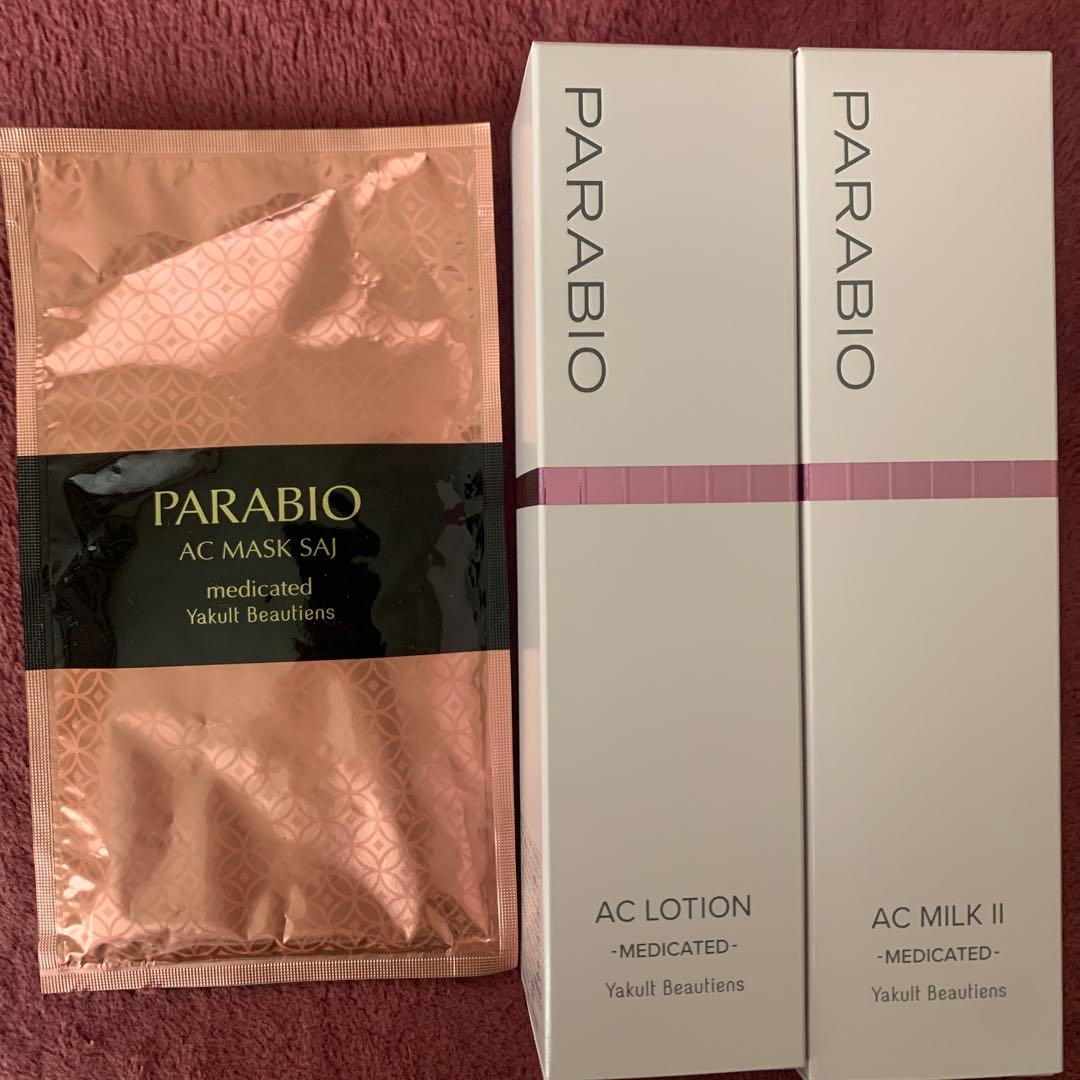 PARABIO
AC MASK SAJ
medicated
Yakult Beautiens
PARABIO
AC LOTION
-MEDICATED-
Yakult Beautiens
PARABIO
AC MILK II
-MEDICATED-
Yakult Beautiens